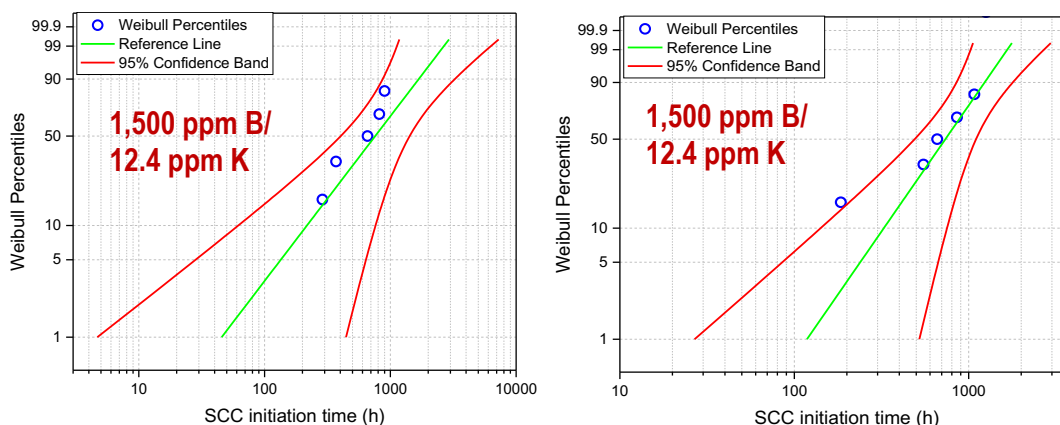 99.9
99
90
50
10
5
1
Weibull Percentiles
Weibull Percentiles
Reference Line
95% Confidence Band
1,500 ppm B/
12.4 ppm K
10
100
1000
10000
SCC initiation time (h)
99.9
99
90
50
10
5
1
Weibull Percentiles
Weibull Percentiles
Reference Line
95% Confidence Band
1,500 ppm B/
12.4 ppm K
10
100
1000
SCC initiation time (h)